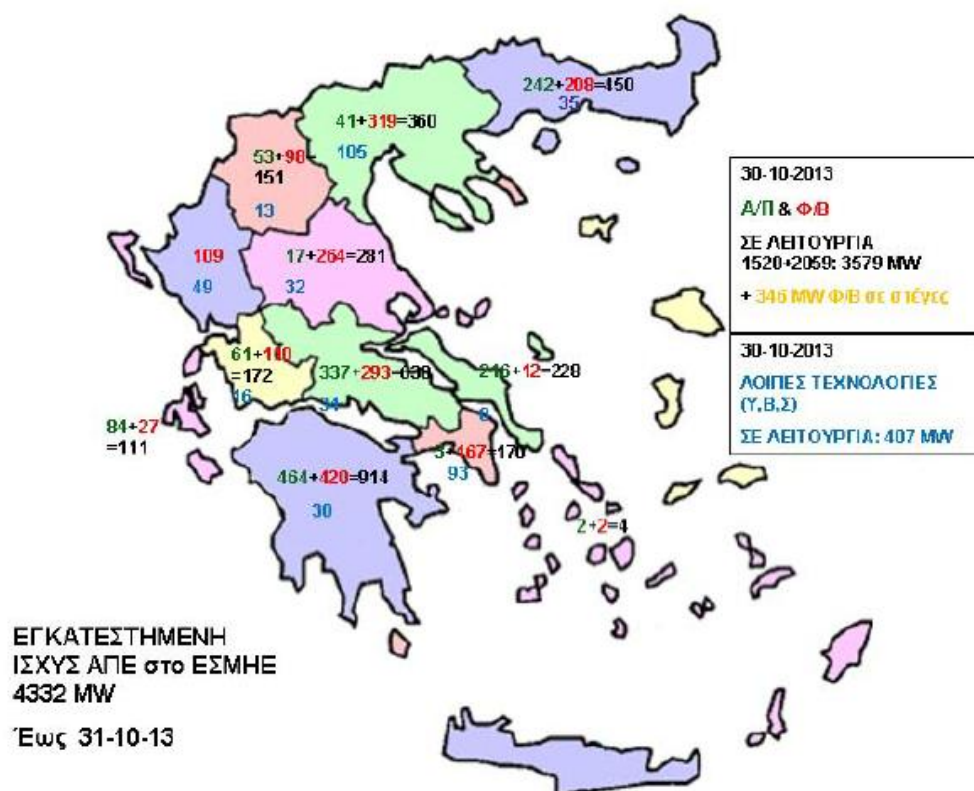 242+208=450
35
41+319=360
105
53+98=
151
13
109
49
17+264=281
32
61+110
=172
16
337+293=
34
216+12=228
8
84+27
=111
3+167=170
93
464+420=914
30
2+2=4
30-10-2013
Α/Π & Φ/Β
ΣΕ ΛΕΙΤΟΥΡΓΙΑ
1520+2059: 3579 MW
+ 346 MW Φ/Β σε στέγες
30-10-2013
ΛΟΙΠΕΣ ΤΕΧΝΟΛΟΓΙΕΣ
(Υ,Β,Σ)
ΣΕ ΛΕΙΤΟΥΡΓΙΑ: 407 MW
ΕΓΚΑΤΕΣΤΗΜΕΝΗ
ΙΣΧΥΣ ΑΠΕ στο ΕΣΜΗΕ
4332 MW
Έως 31-10-13